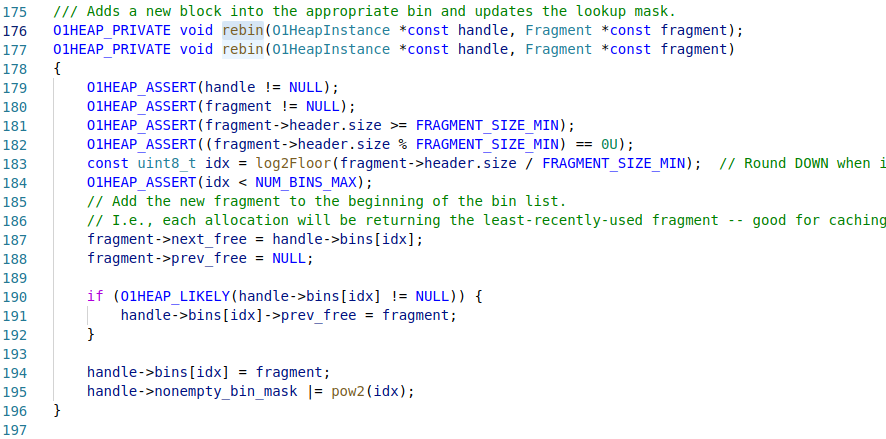 175 /// Adds a new block into the appropriate bin and updates the lookup mask.
176 O1HEAP_PRIVATE void rebin(O1HeapInstance *const handle, Fragment *const fragment);
177 O1HEAP_PRIVATE void rebin(O1HeapInstance *const handle, Fragment *const fragment)
178 {
179 O1HEAP_ASSERT(handle != NULL);
180 O1HEAP_ASSERT(fragment != NULL);
181 O1HEAP_ASSERT(fragment->header.size >= FRAGMENT_SIZE_MIN);
182 O1HEAP_ASSERT((fragment->header.size % FRAGMENT_SIZE_MIN) == 0U);
183 const uint8_t idx = log2Floor(fragment->header.size / FRAGMENT_SIZE_MIN); // Round DOWN when i
184 O1HEAP_ASSERT(idx < NUM_BINS_MAX);
185 // Add the new fragment to the beginning of the bin list.
186 // I.e., each allocation will be returning the least-recently-used fragment -- good for caching
187 fragment->next_free = handle->bins[idx];
188 fragment->prev_free = NULL;
189
190 if (O1HEAP_LIKELY(handle->bins[idx] != NULL)) {
191 handle->bins[idx]->prev_free = fragment;
192 }
193
194 handle->bins[idx] = fragment;
195 handle->nonempty_bin_mask |= pow2(idx);
196 }
197